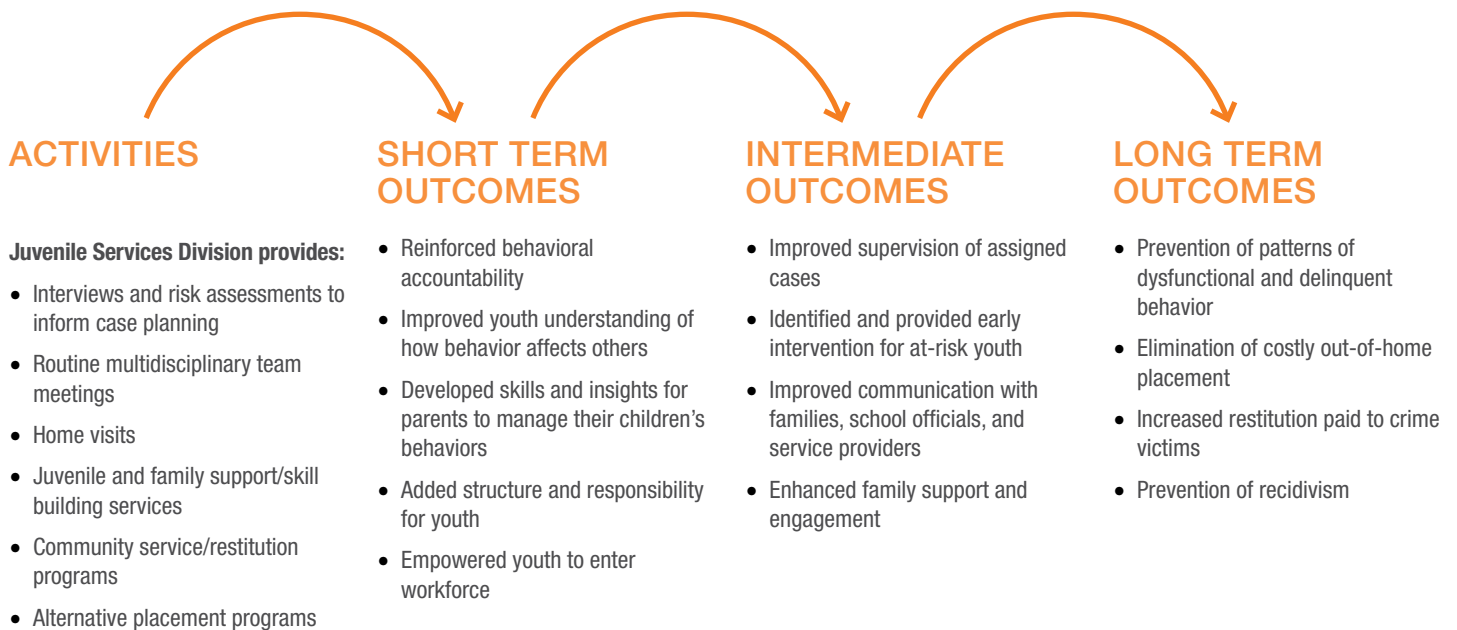 ACTIVITIES
Juvenile Services Division provides:
• Interviews and risk assessments to
inform case planning
• Routine multidisciplinary team
meetings
• Home visits
• Juvenile and family support/skill
building services
• Community service/restitution
programs
• Alternative placement programs
SHORT TERM
OUTCOMES
• Reinforced behavioral
accountability
• Improved youth understanding of
how behavior affects others
• Developed skills and insights for
parents to manage their children’s
behaviors
• Added structure and responsibility
for youth
• Empowered youth to enter
workforce
INTERMEDIATE
OUTCOMES
• Improved supervision of assigned
cases
• Identified and provided early
intervention for at-risk youth
• Improved communication with
families, school officials, and
service providers
• Enhanced family support and
engagement
LONG TERM
OUTCOMES
• Prevention of patterns of
dysfunctional and delinquent
behavior
• Elimination of costly out-of-home
placement
• Increased restitution paid to crime
victims
• Prevention of recidivism